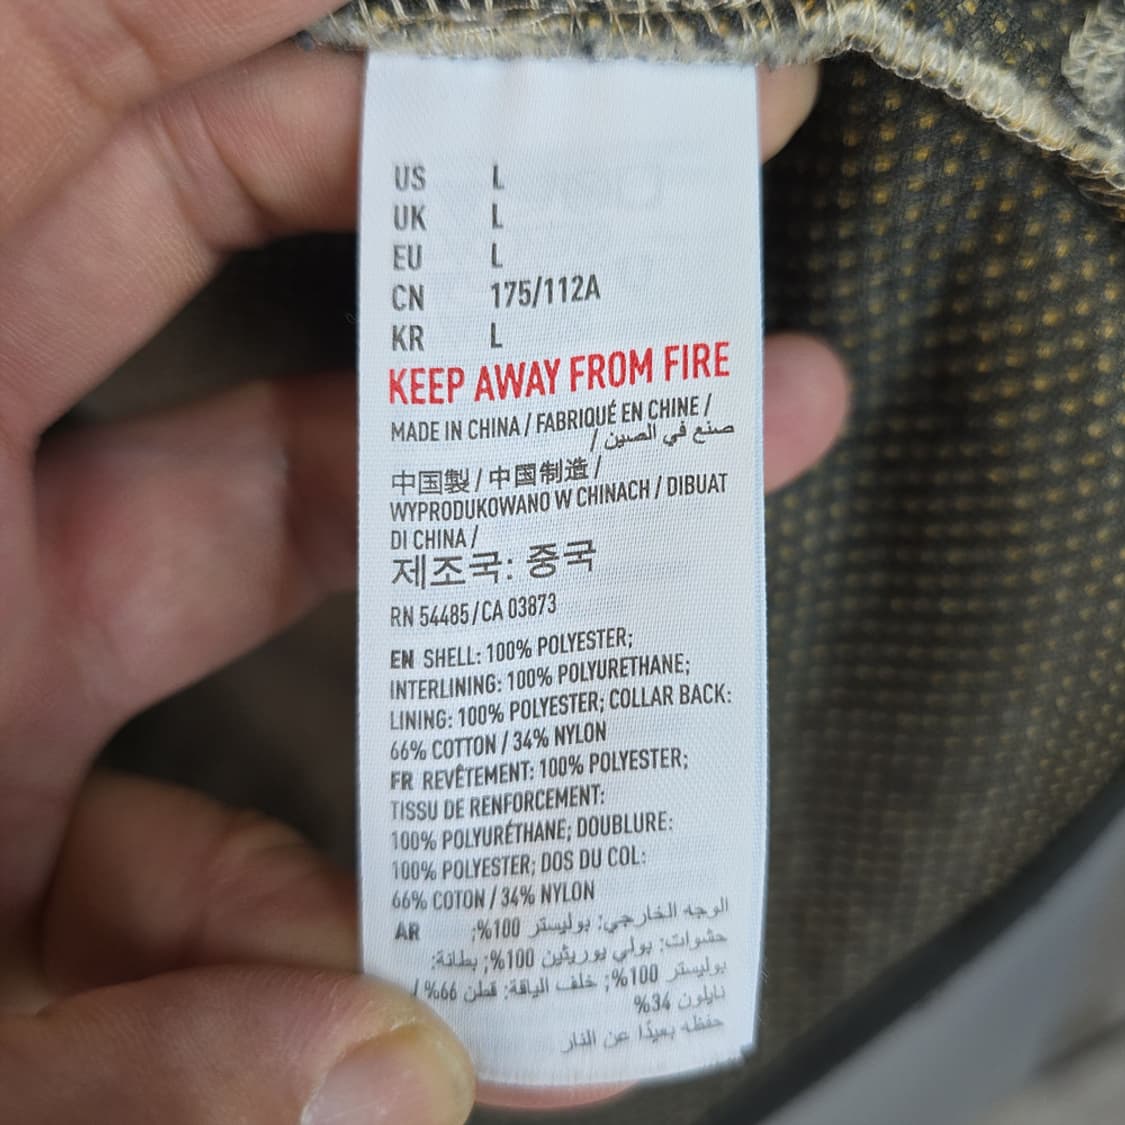 US L
UK L
EU L
CN 175/112A
KR L
KEEP AWAY FROM FIRE
MADE IN CHINA / FABRIQUÉ EN CHINE /
صنع في الصين /
中国製 / 中国制造 /
WYPRODUKOWANO W CHINACH / DIBUAT
DI CHINA /
제조국: 중국
RN 54485/CA 03873
EN SHELL: 100% POLYESTER;
INTERLINING: 100% POLYURETHANE;
LINING: 100% POLYESTER; COLLAR BACK:
66% COTTON / 34% NYLON
FR REVÊTEMENT: 100% POLYESTER;
TISSU DE RENFORCEMENT:
100% POLYURÉTHANE; DOUBLURE:
100% POLYESTER; DOS DU COL:
66% COTON / 34% NYLON
AR الوجه الخارجي: بوليستر 100%;
حشوات: بولي يوريثين 100%; بطانة:
بوليستر 100%; خلف الياقة: قطن 66% /
نايلون 34%
حفظه بعيدًا عن النار